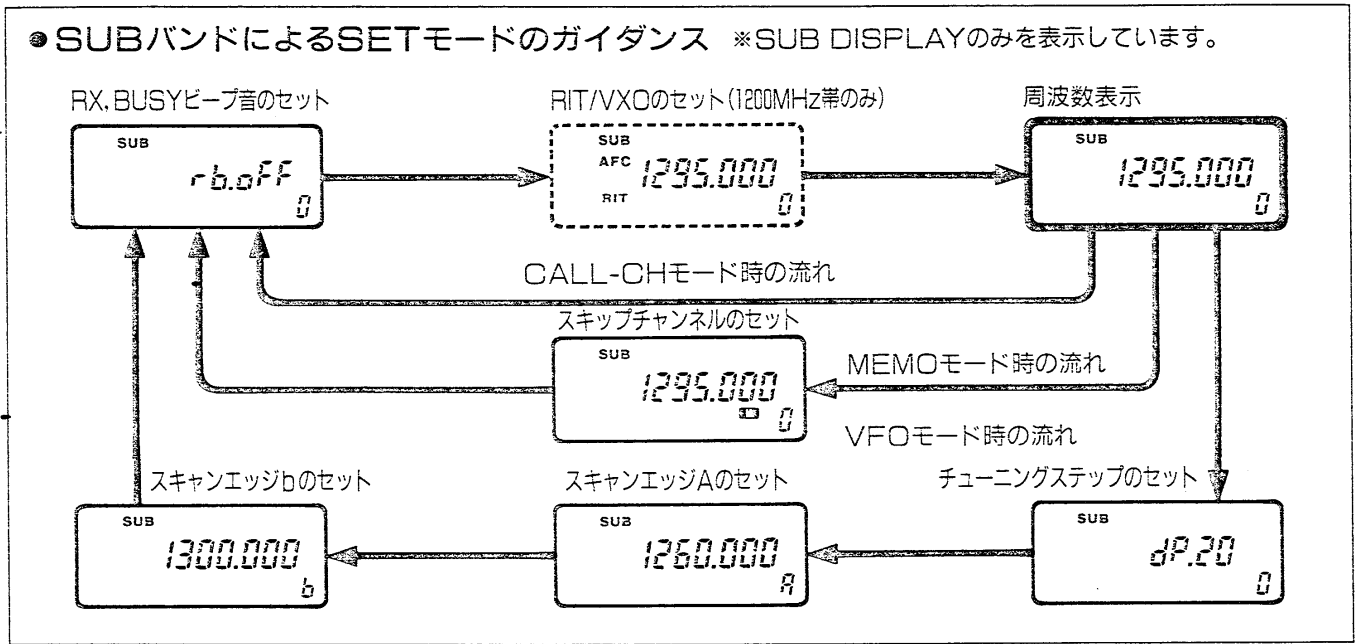 ●SUBバンドによるSETモードのガイダンス ※SUB DISPLAYのみを表示しています。
RX,BUSYビープ音のセット
SUB
rb.oFF
0
RIT/VXOのセット(1200MHz帯のみ)
SUB
AFC
1295.000
RIT
0
周波数表示
SUB
1295.000
0
CALL-CHモード時の流れ
スキップチャンネルのセット
SUB
1295.000
0
MEMOモード時の流れ
VFOモード時の流れ
スキャンエッジbのセット
SUB
1300.000
b
スキャンエッジAのセット
SUB
1260.000
A
チューニングステップのセット
SUB
dP.20
0